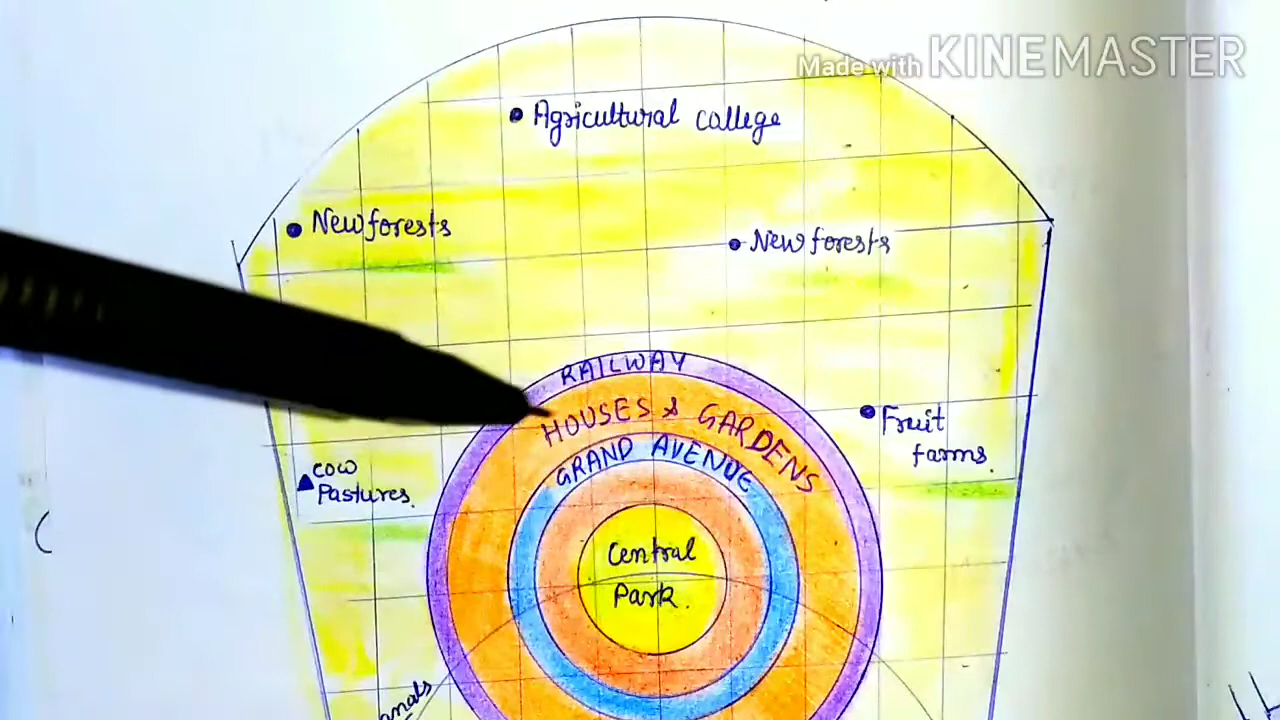 Made with KINEMASTER
Agricultural college
New forests
New forests
RAILWAY
HOUSES & GARDENS
Fruit
farms.
GRAND AVENUE
cow
Pastures.
Central
Park.